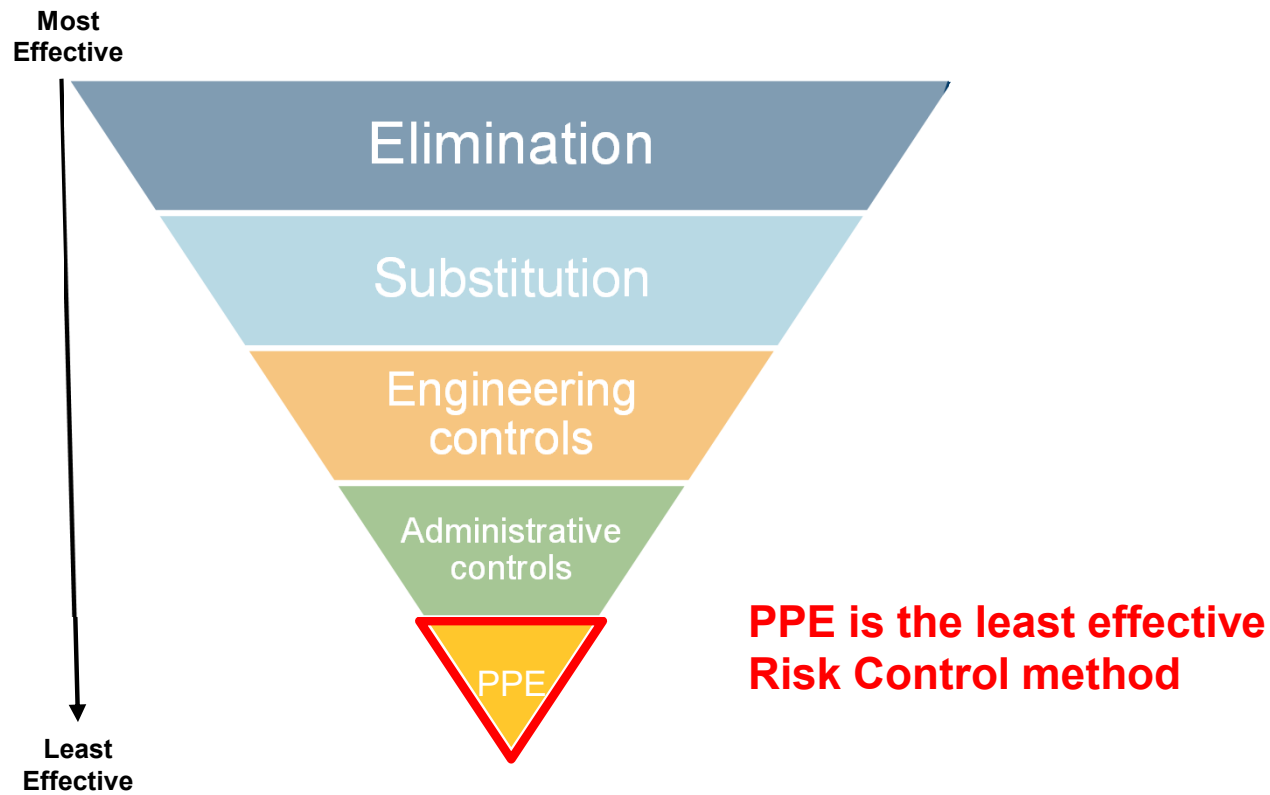 Most
Effective
Elimination
Substitution
Engineering
controls
Administrative
controls
PPE
PPE is the least effective
Risk Control method
Least
Effective